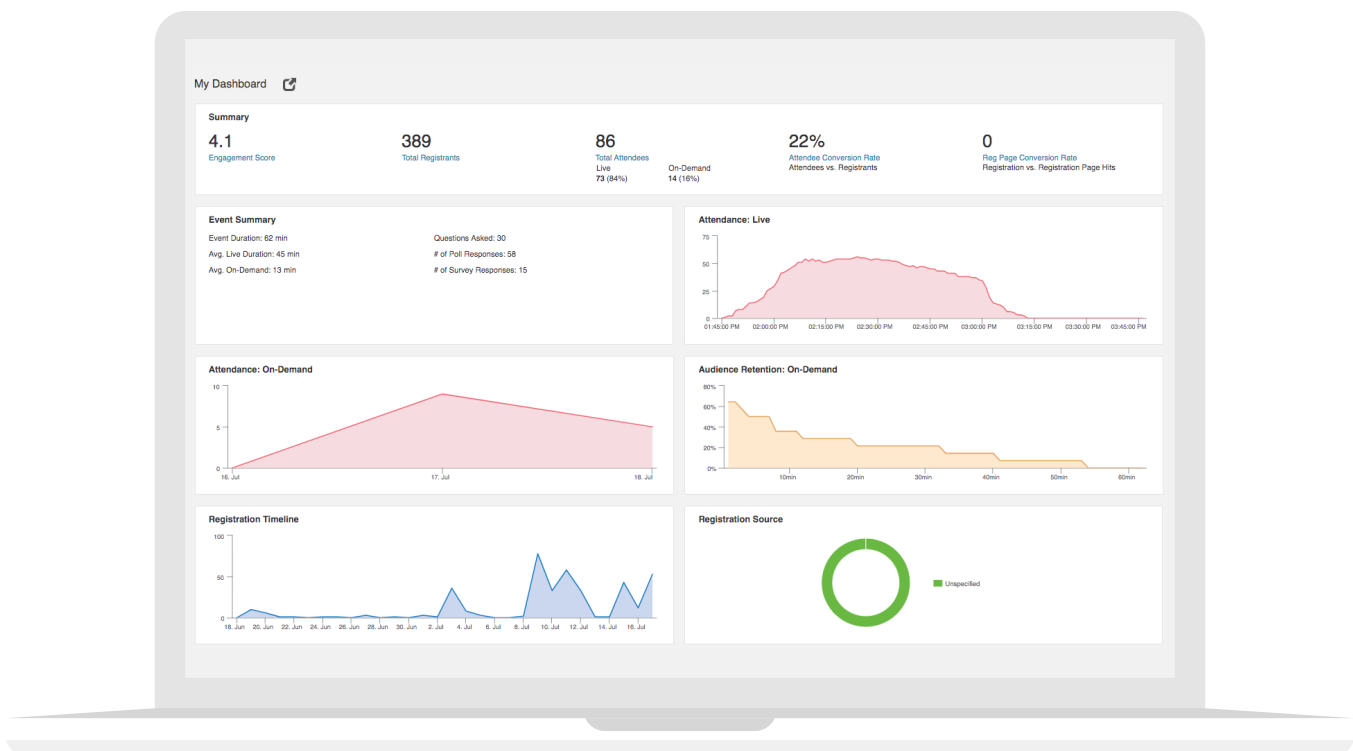 My Dashboard
Summary
4.1
Engagement Score
389
Total Registrants
86
Total Attendees
Live
73 (84%)
On-Demand
14 (16%)
22%
Attendee Conversion Rate
Attendees vs. Registrants
0
Reg Page Conversion Rate
Registration vs. Registration Page Hits
Event Summary
Event Duration: 62 min
Avg. Live Duration: 45 min
Avg. On-Demand: 13 min
Questions Asked: 30
# of Poll Responses: 58
# of Survey Responses: 15
Attendance: Live
75
50
25
0
01:45:00 PM 02:00:00 PM 02:15:00 PM 02:30:00 PM 02:45:00 PM 03:00:00 PM 03:15:00 PM 03:30:00 PM 03:45:00 PM
Attendance: On-Demand
10
5
0
16. Jul 17. Jul 18. Jul
Audience Retention: On-Demand
80%
60%
40%
20%
0%
10min 20min 30min 40min 50min 60min
Registration Timeline
100
50
0
18. Jun 20. Jun 22. Jun 24. Jun 26. Jun 28. Jun 30. Jun 2. Jul 4. Jul 6. Jul 8. Jul 10. Jul 12. Jul 14. Jul 16. Jul
Registration Source
Unspecified